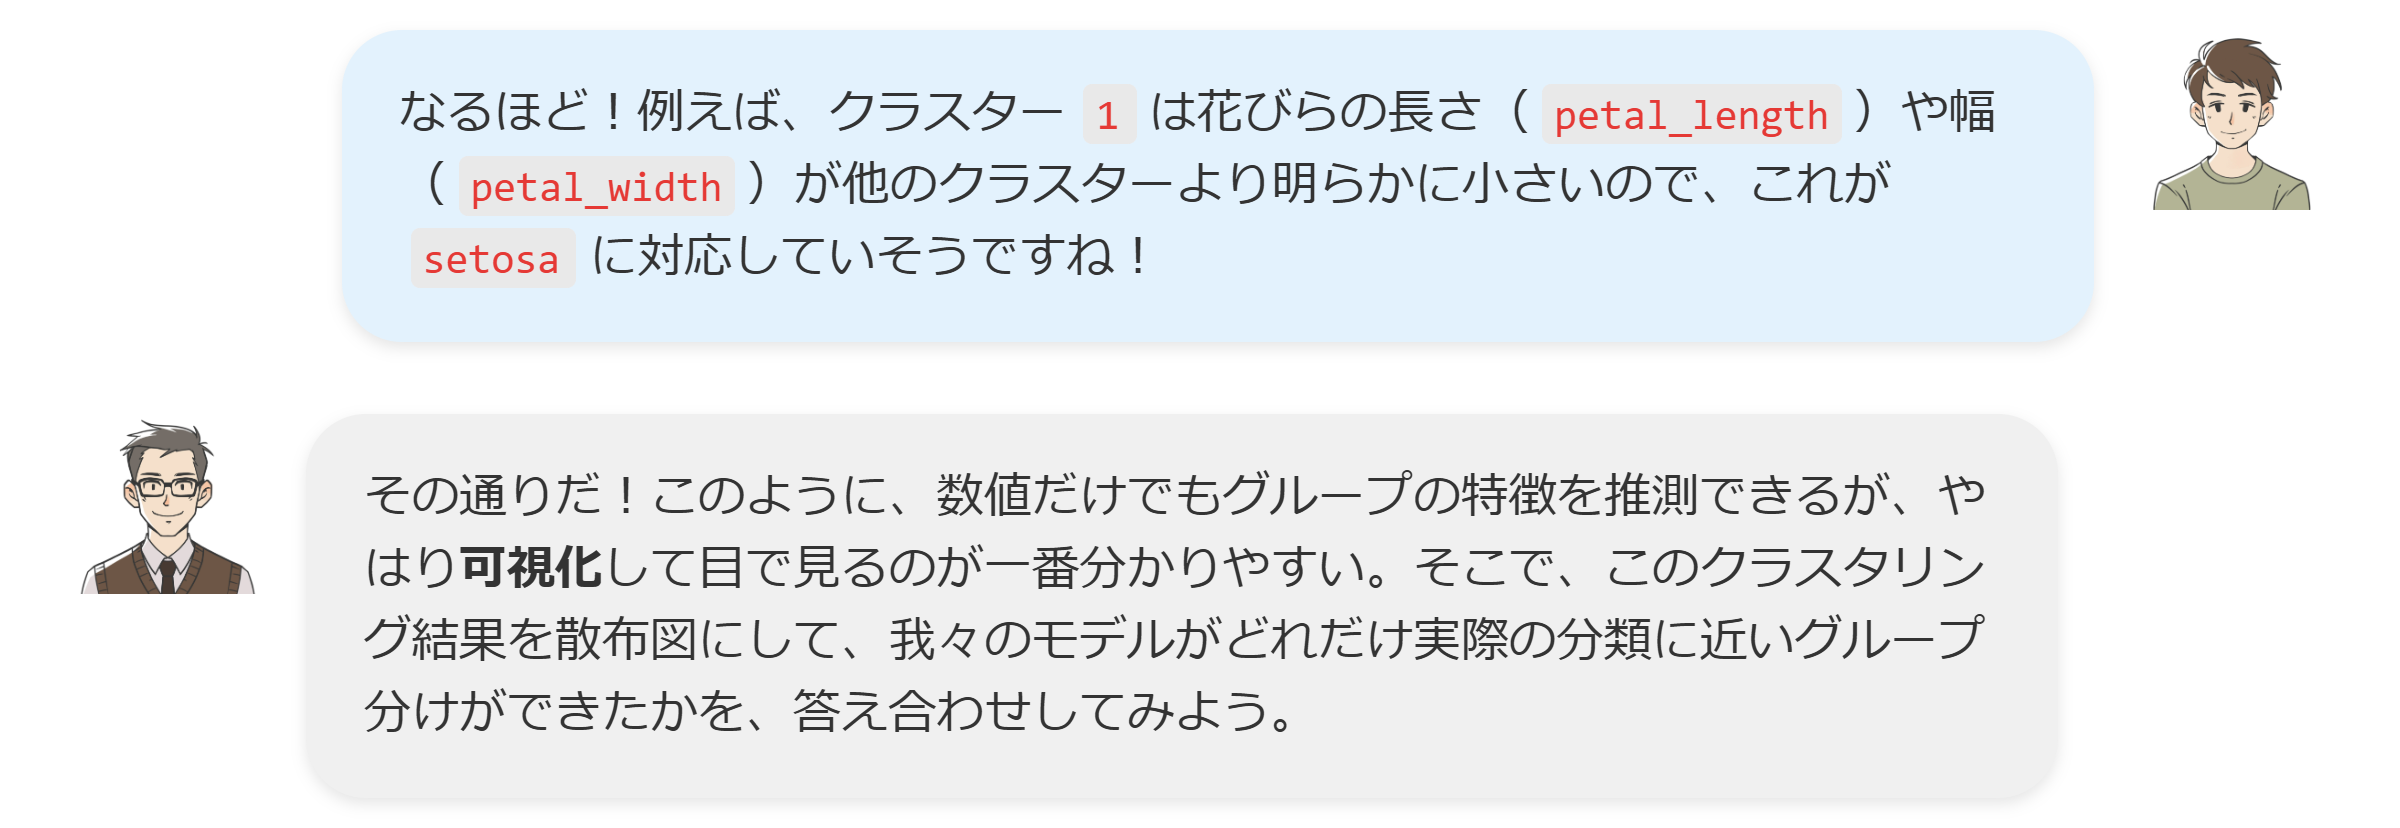 なるほど！例えば、クラスター 1 は花びらの長さ（ petal_length ）や幅
（ petal_width ）が他のクラスターより明らかに小さいので、これが
setosa に対応していそうですね！
その通りだ！このように、数値だけでもグループの特徴を推測できるが、や
はり可視化して目で見るのが一番分かりやすい。そこで、このクラスタリン
グ結果を散布図にして、我々のモデルがどれだけ実際の分類に近いグループ
分けができたかを、答え合わせしてみよう。